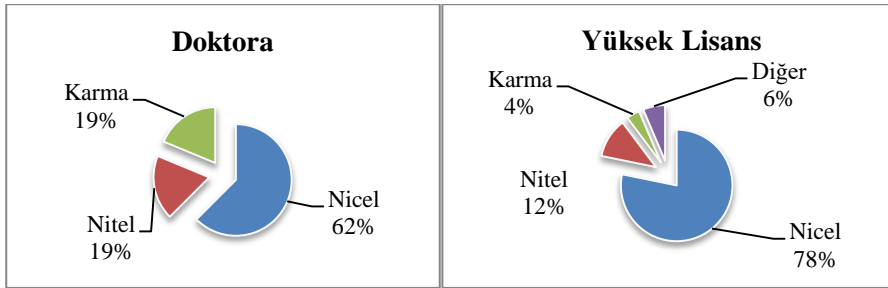 Doktora
Karma
19%
Nitel
19%
Nicel
62%
Yüksek Lisans
Karma
4%
Diğer
6%
Nitel
12%
Nicel
78%